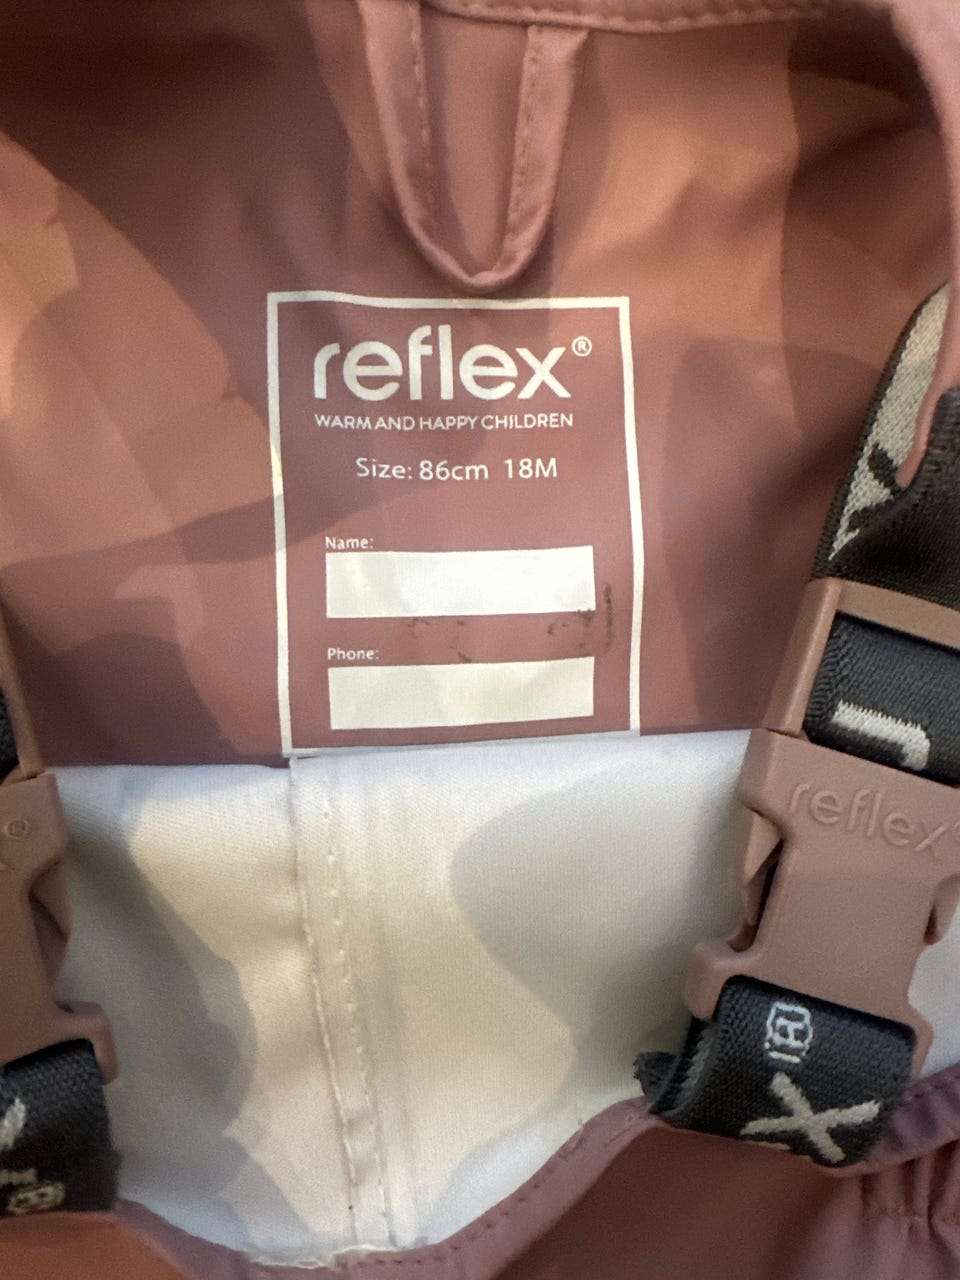 reflex®
WARM AND HAPPY CHILDREN
Size: 86cm 18M
Name:
Phone:
reflex
®